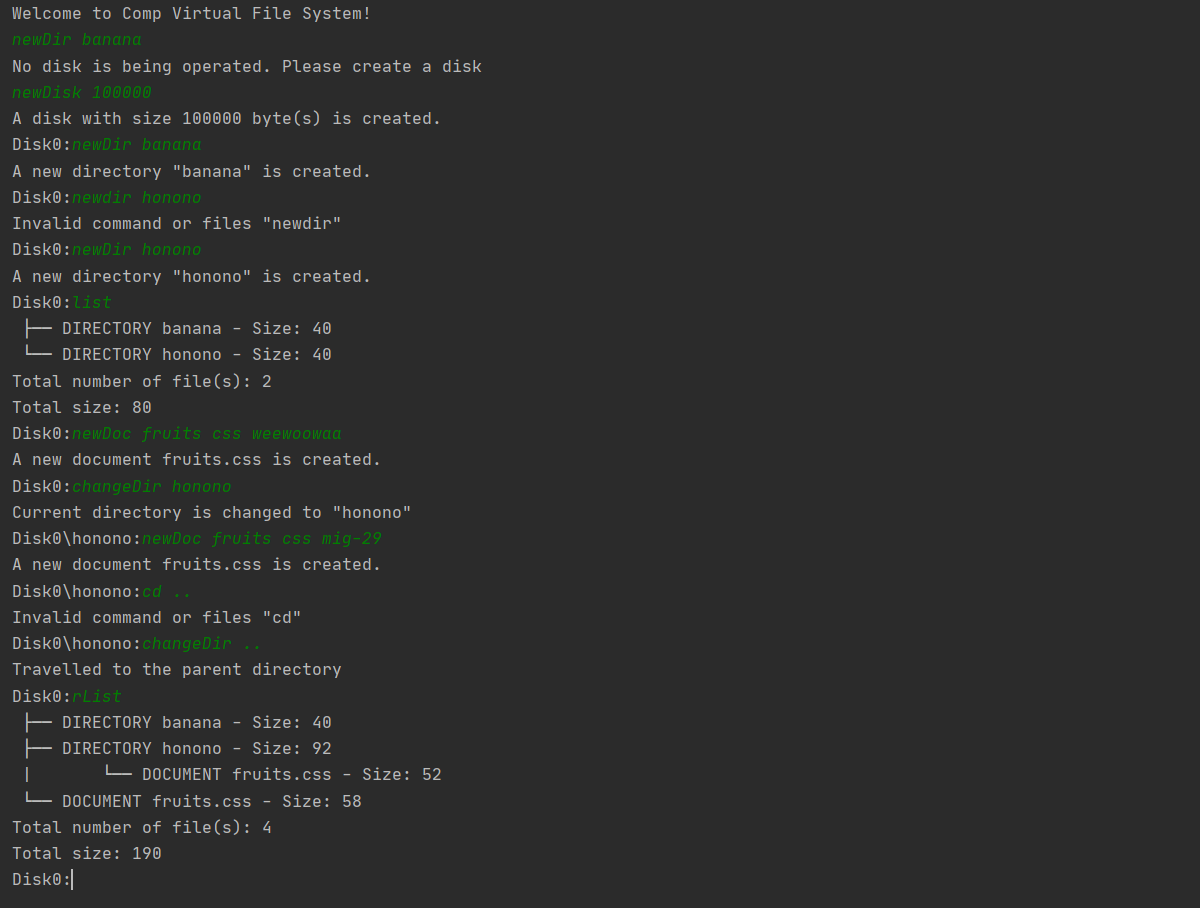 Welcome to Comp Virtual File System!
newDir banana
No disk is being operated. Please create a disk
newDisk 100000
A disk with size 100000 byte(s) is created.
Disk0:newDir banana
A new directory "banana" is created.
Disk0:newdir honono
Invalid command or files "newdir"
Disk0:newDir honono
A new directory "honono" is created.
Disk0:list
├── DIRECTORY banana - Size: 40
└── DIRECTORY honono - Size: 40
Total number of file(s): 2
Total size: 80
Disk0:newDoc fruits css weewoowaa
A new document fruits.css is created.
Disk0:changeDir honono
Current directory is changed to "honono"
Disk0\honono:newDoc fruits css mig-29
A new document fruits.css is created.
Disk0\honono:cd ..
Invalid command or files "cd"
Disk0\honono:changeDir ..
Travelled to the parent directory
Disk0:rList
├── DIRECTORY banana - Size: 40
├── DIRECTORY honono - Size: 92
|       └── DOCUMENT fruits.css - Size: 52
└── DOCUMENT fruits.css - Size: 58
Total number of file(s): 4
Total size: 190
Disk0: